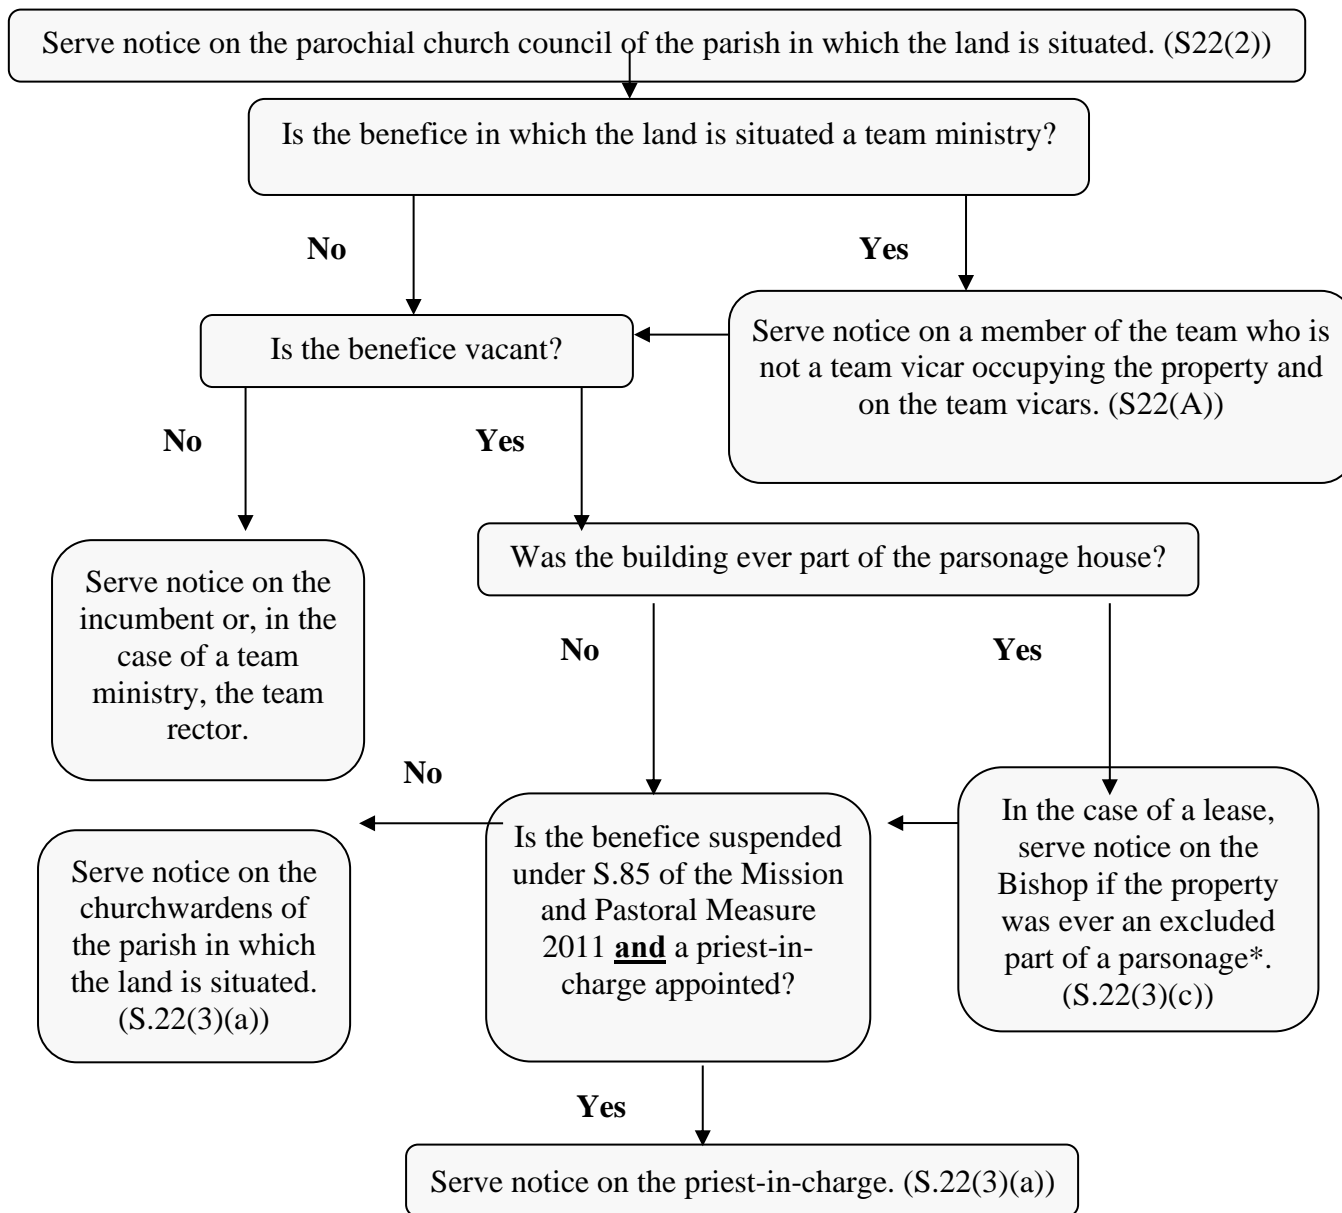 Serve notice on the parochial church council of the parish in which the land is situated. (S22(2))
Is the benefice in which the land is situated a team ministry?
No
Yes
Is the benefice vacant?
Serve notice on a member of the team who is
not a team vicar occupying the property and
on the team vicars. (S22(A))
No
Yes
Serve notice on the
incumbent or, in the
case of a team
ministry, the team
rector.
Was the building ever part of the parsonage house?
No
Yes
No
Serve notice on the
churchwardens of
the parish in which
the land is situated.
(S.22(3)(a))
Is the benefice suspended
under S.85 of the Mission
and Pastoral Measure
2011 and a priest-in-
charge appointed?
In the case of a lease,
serve notice on the
Bishop if the property
was ever an excluded
part of a parsonage*.
(S.22(3)(c))
Yes
Serve notice on the priest-in-charge. (S.22(3)(a))